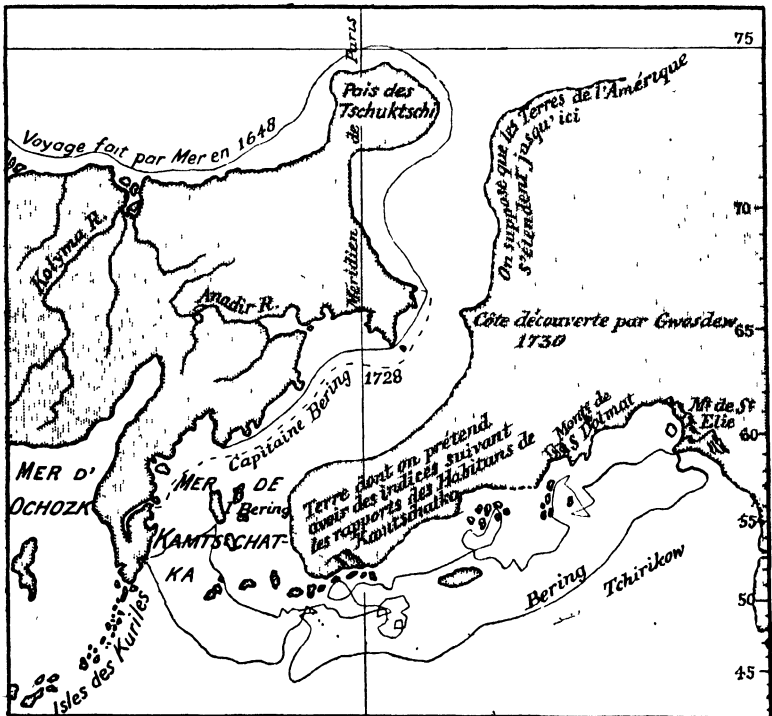 75
Meridien de Paris
Pais des
Tschuktschi
Voyage fait par Mer en 1648
On suppose que les Terres de l'Amérique
s'étiendent jusqu'ici
70
Kolyma R.
Anadir R.
Côte découverte par Gwosdew
1730
65
1728
Capitaine Bering
Monts de
S Dolmat
Mt de St
Elie
60
Terre dont on prétend
avoir des indices suivant
les rapports des Habitans de
Kamtschatka
MER D'
OCHOZK
MER DE
KAMTSCHAT-
KA
Bering
55
Bering
Tchirikow
50
Isles des Kuriles
45